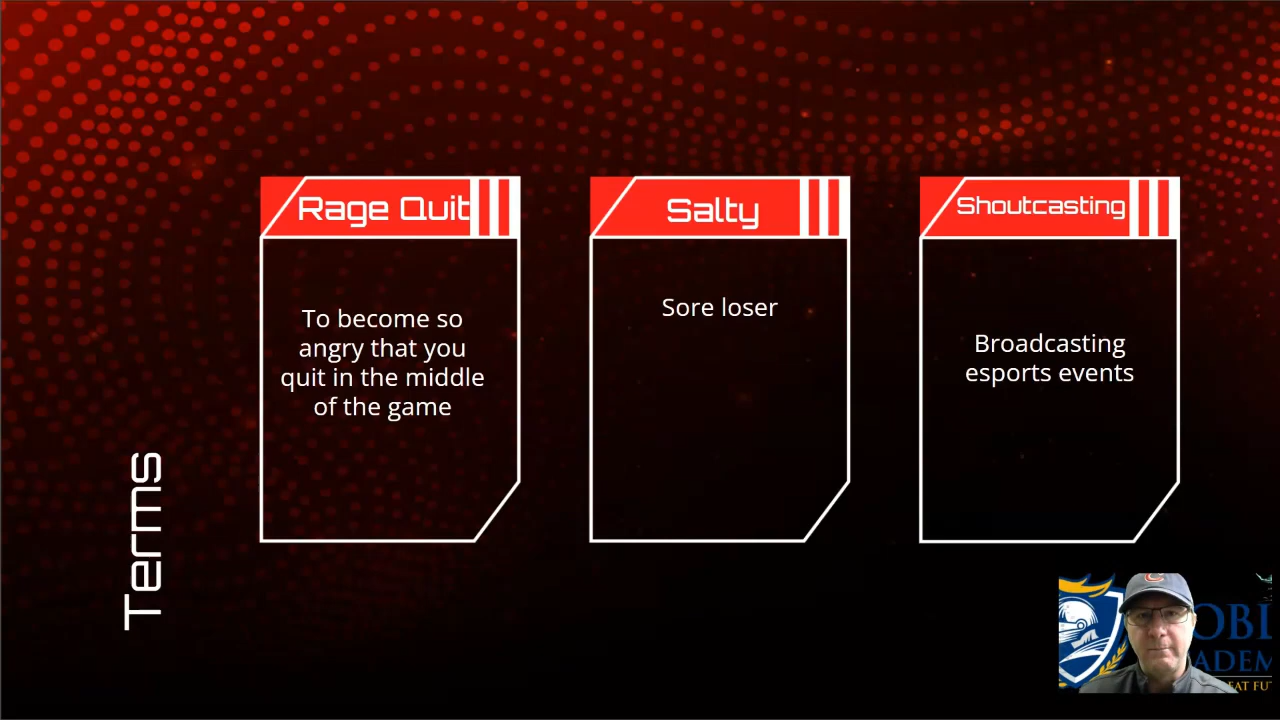 Rage Quit
To become so
angry that you
quit in the middle
of the game
Salty
Sore loser
Shoutcasting
Broadcasting
esports events
Terms
C